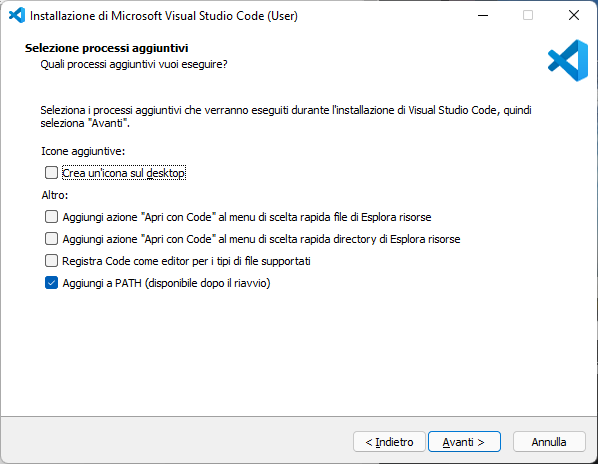 Installazione di Microsoft Visual Studio Code (User)
Selezione processi aggiuntivi
Quali processi aggiuntivi vuoi eseguire?
Seleziona i processi aggiuntivi che verranno eseguiti durante l'installazione di Visual Studio Code, quindi
seleziona "Avanti".
Icone aggiuntive:
Crea un'icona sul desktop
Altro:
Aggiungi azione "Apri con Code" al menu di scelta rapida file di Esplora risorse
Aggiungi azione "Apri con Code" al menu di scelta rapida directory di Esplora risorse
Registra Code come editor per i tipi di file supportati
Aggiungi a PATH (disponibile dopo il riavvio)
< Indietro
Avanti >
Annulla